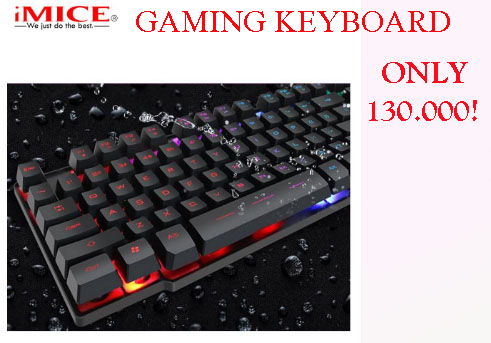 iMICE®
We just do the best.
GAMING KEYBOARD
ONLY
130.000!